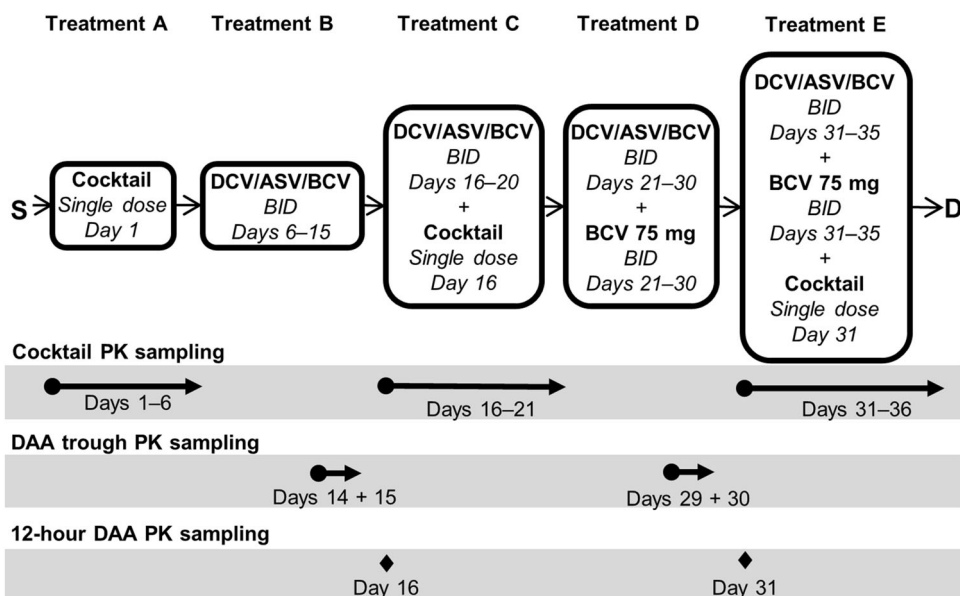 Treatment A Treatment B Treatment C Treatment D Treatment E
S
Cocktail
Single dose
Day 1
DCV/ASV/BCV
BID
Days 6–15
DCV/ASV/BCV
BID
Days 16–20
+
Cocktail
Single dose
Day 16
DCV/ASV/BCV
BID
Days 21–30
+
BCV 75 mg
BID
Days 21–30
DCV/ASV/BCV
BID
Days 31–35
+
BCV 75 mg
BID
Days 31–35
+
Cocktail
Single dose
Day 31
D
Cocktail PK sampling
Days 1–6 Days 16–21 Days 31–36
DAA trough PK sampling
Days 14 + 15 Days 29 + 30
12-hour DAA PK sampling
Day 16 Day 31